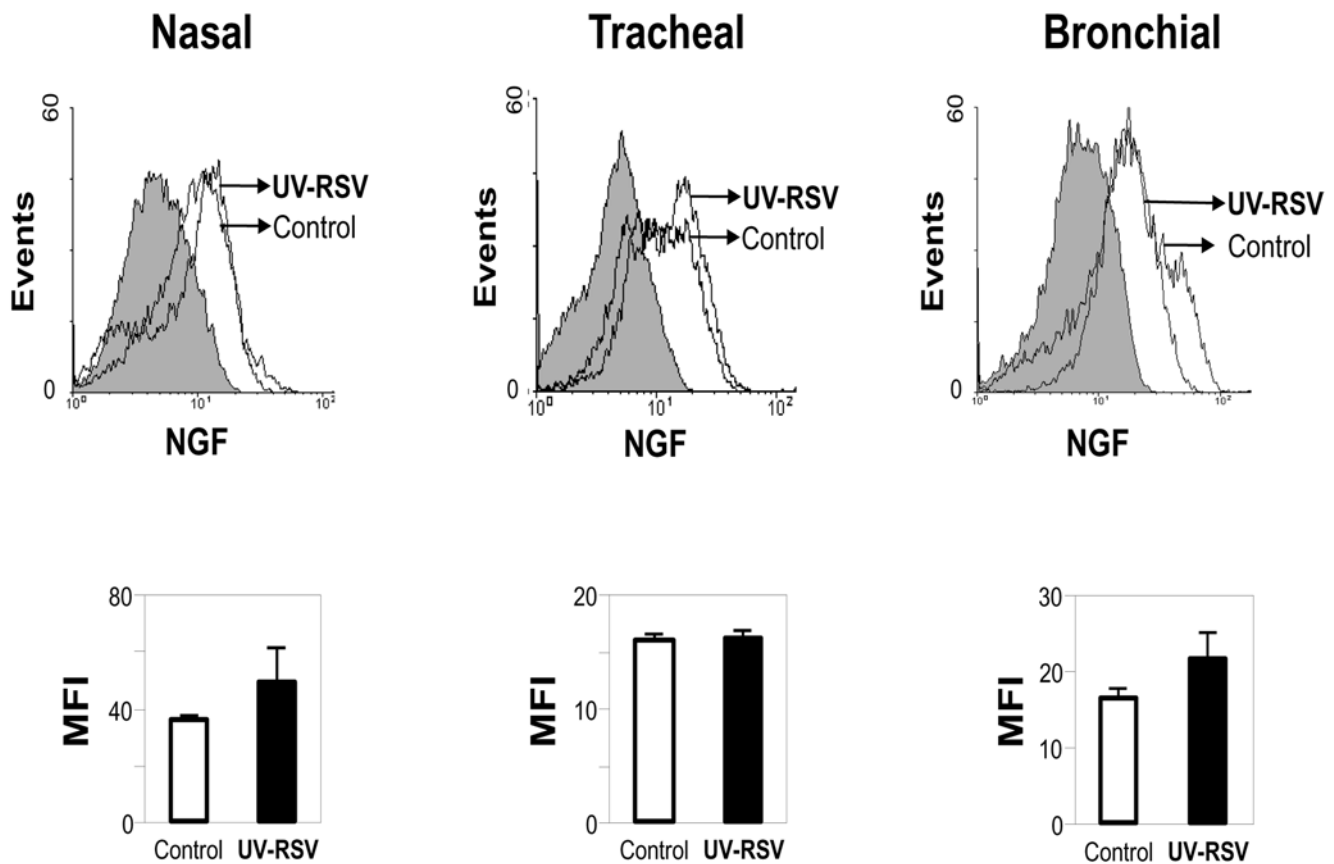 Nasal
60
Events
0
UV-RSV
Control
10⁰
10¹
NGF
Tracheal
60
Events
0
UV-RSV
Control
10⁰
10¹
10²
NGF
Bronchial
60
Events
0
UV-RSV
Control
10⁰
10¹
10²
NGF
80
40
0
MFI
Control UV-RSV
20
10
0
MFI
Control UV-RSV
30
20
10
0
MFI
Control UV-RSV